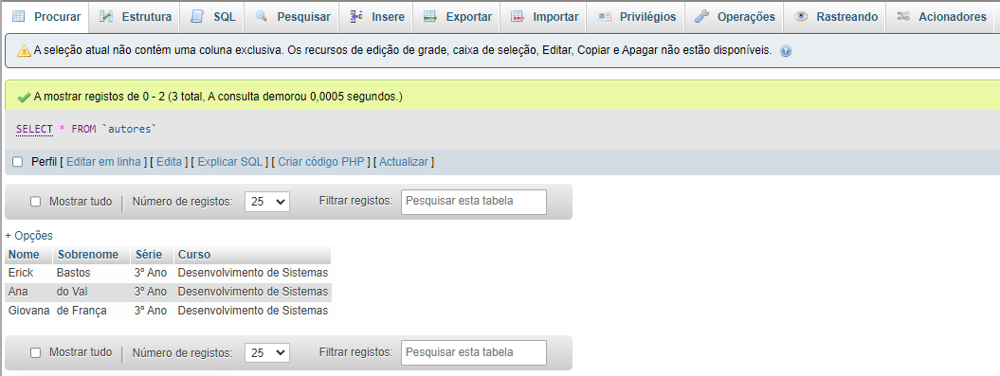 Procurar Estrutura SQL Pesquisar Insere Exportar Importar Privilégios Operações Rastreando Acionadores
A seleção atual não contém uma coluna exclusiva. Os recursos de edição de grade, caixa de seleção, Editar, Copiar e Apagar não estão disponíveis.
A mostrar registos de 0 - 2 (3 total, A consulta demorou 0,0005 segundos.)
SELECT * FROM `autores`
Perfil [ Editar em linha ] [ Edita ] [ Explicar SQL ] [ Criar código PHP ] [ Actualizar ]
Mostrar tudo | Número de registos: 25 Filtrar registos: Pesquisar esta tabela
+ Opções
Nome Sobrenome Série Curso
Erick Bastos 3º Ano Desenvolvimento de Sistemas
Ana do Val 3º Ano Desenvolvimento de Sistemas
Giovana de França 3º Ano Desenvolvimento de Sistemas
Mostrar tudo | Número de registos: 25 Filtrar registos: Pesquisar esta tabela